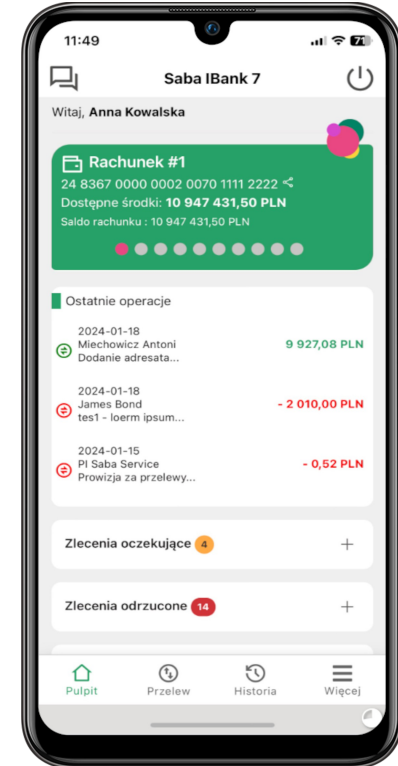 11:49
71
Saba IBank 7
Witaj, Anna Kowalska
Rachunek #1
24 8367 0000 0002 0070 1111 2222
Dostępne środki: 10 947 431,50 PLN
Saldo rachunku : 10 947 431,50 PLN
Ostatnie operacje
2024-01-18
Miechowicz Antoni
9 927,08 PLN
Dodanie adresata...
2024-01-18
James Bond
- 2 010,00 PLN
tes1 - loerm ipsum...
2024-01-15
PI Saba Service
- 0,52 PLN
Prowizja za przelewy...
Zlecenia oczekujące 4
Zlecenia odrzucone 14
Pulpit
Przelew
Historia
Więcej